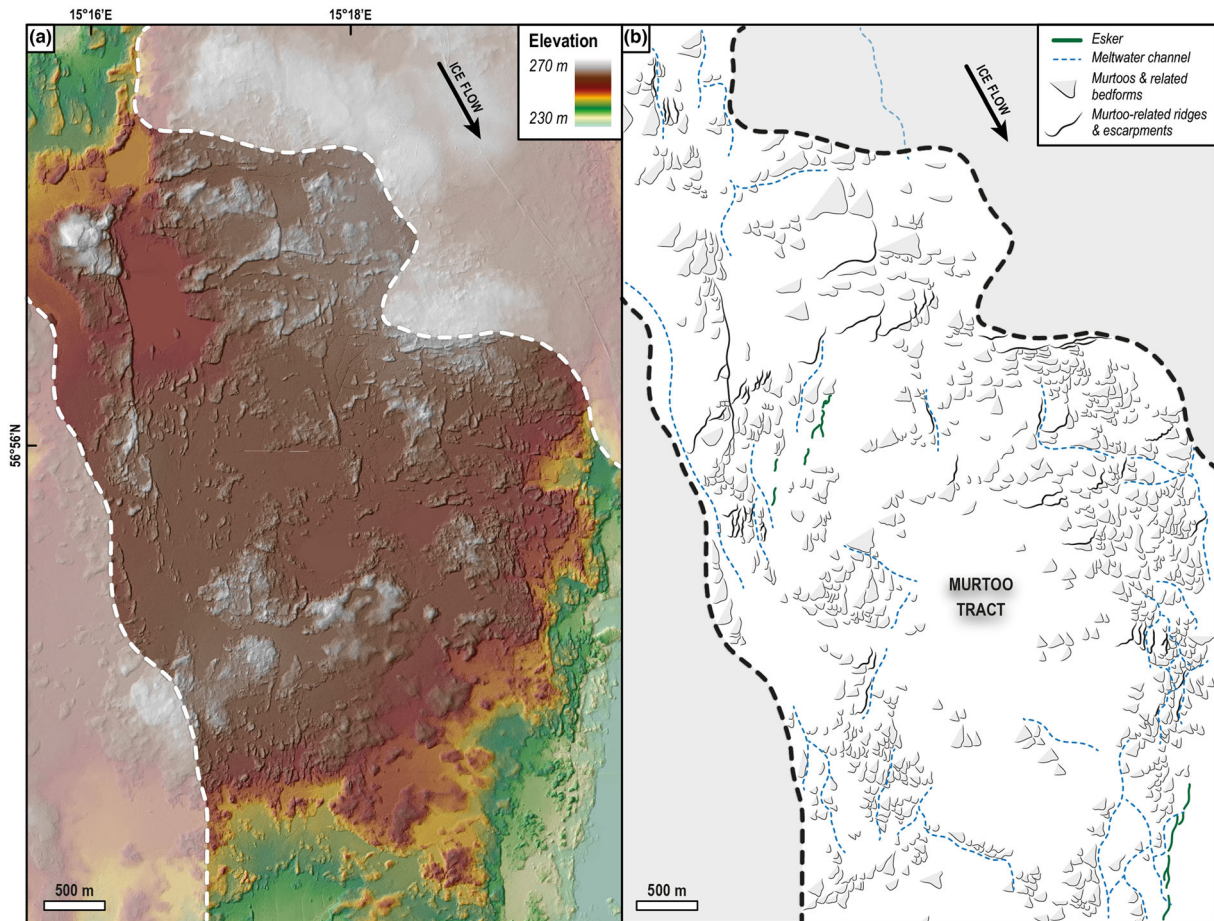 15°16'E
15°18'E
(a)
Elevation
270 m
230 m
ICE FLOW
56°56'N
500 m
(b)
Esker
Meltwater channel
Murtoos & related
bedforms
Murtoo-related ridges
& escarpments
ICE FLOW
MURTOO
TRACT
500 m